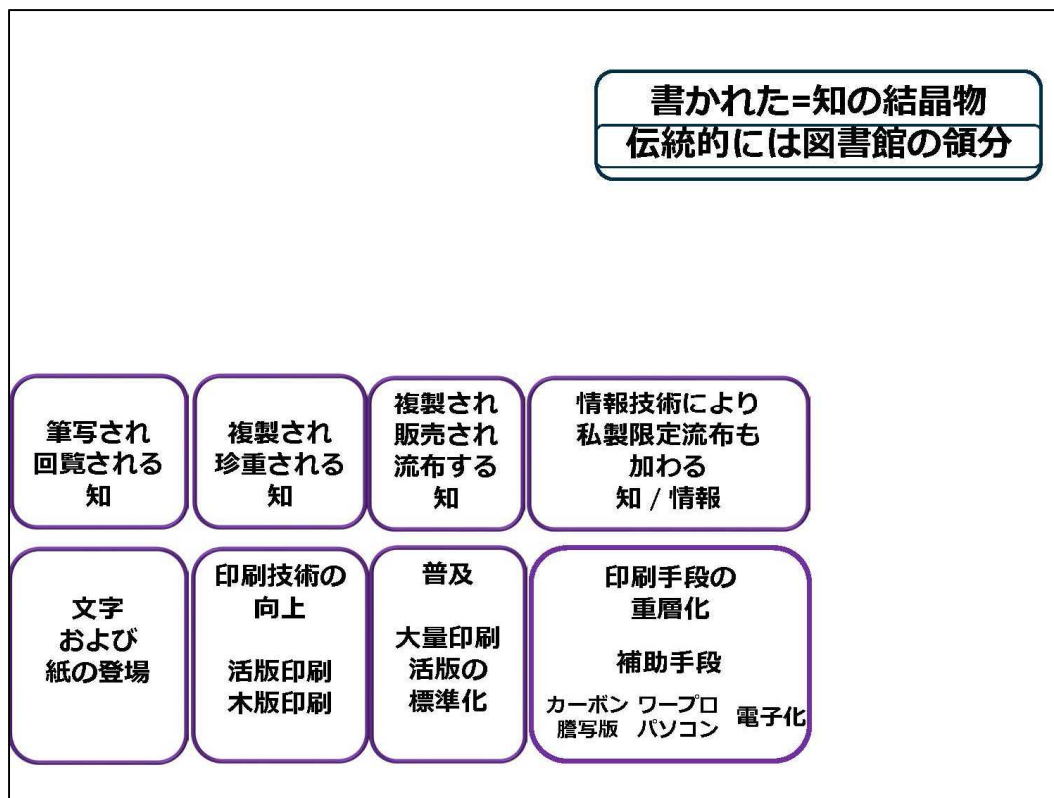 書かれた=知の結晶物
伝統的には図書館の領分
筆写され
回覧される
知
複製され
珍重される
知
複製され
販売され
流布する
知
情報技術により
私製限定流布も
加わる
知 / 情報
文字
および
紙の登場
印刷技術の
向上
活版印刷
木版印刷
普及
大量印刷
活版の
標準化
印刷手段の
重層化
補助手段
カーボン
謄写版
ワープロ
パソコン
電子化